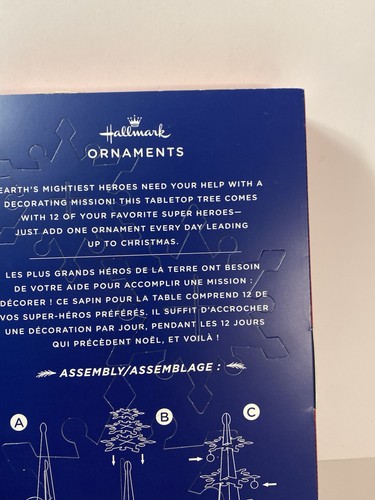 Hallmark
ORNAMENTS
EARTH'S MIGHTIEST HEROES NEED YOUR HELP WITH A
DECORATING MISSION! THIS TABLETOP TREE COMES
WITH 12 OF YOUR FAVORITE SUPER HEROES—
JUST ADD ONE ORNAMENT EVERY DAY LEADING
UP TO CHRISTMAS.
LES PLUS GRANDS HÉROS DE LA TERRE ONT BESOIN
DE VOTRE AIDE POUR ACCOMPLIR UNE MISSION :
DÉCORER ! CE SAPIN POUR LA TABLE COMPREND 12 DE
VOS SUPER-HÉROS PRÉFÉRÉS. IL SUFFIT D'ACCROCHER
UNE DÉCORATION PAR JOUR, PENDANT LES 12 JOURS
QUI PRÉCÈDENT NOËL, ET VOILÀ !
ASSEMBLY/ASSEMBLAGE :
A B C